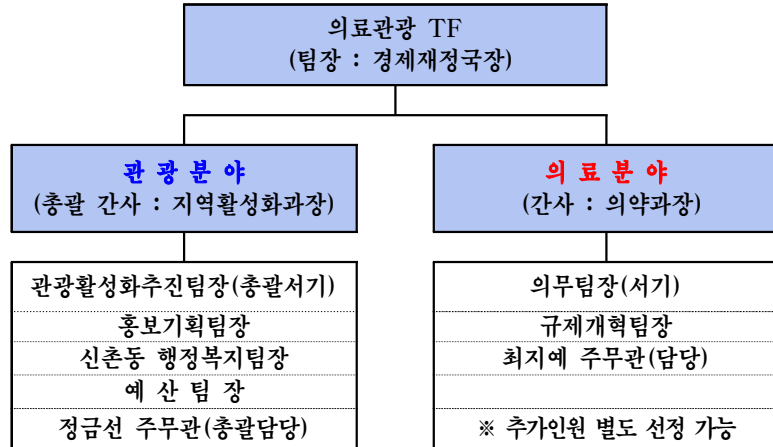 의료관광 TF
(팀장 : 경제재정국장)
관 광 분 야
(총괄 간사 : 지역활성화과장)
관광활성화추진팀장(총괄서기)
홍보기획팀장
신촌동 행정복지팀장
예 산 팀 장
정금선 주무관(총괄담당)
의 료 분 야
(간사 : 의약과장)
의무팀장(서기)
규제개혁팀장
최지예 주무관(담당)
※ 추가인원 별도 선정 가능